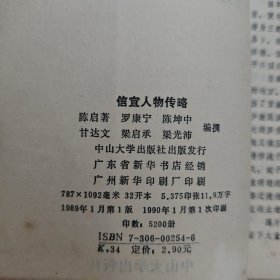 信宜人物传略
陈启著 罗康宁 陈坤中
甘达文 梁启承 梁光沛 编撰
中山大学出版社出版发行
广东省新华书店经销
广州新华印刷厂印刷
787×1092毫米 32开本 5.375印张11.8万字
1989年1月第1版 1990年1月第1次印刷
印数：5200册
ISBN 7-306-00254-6
K.34 定价：2.90元